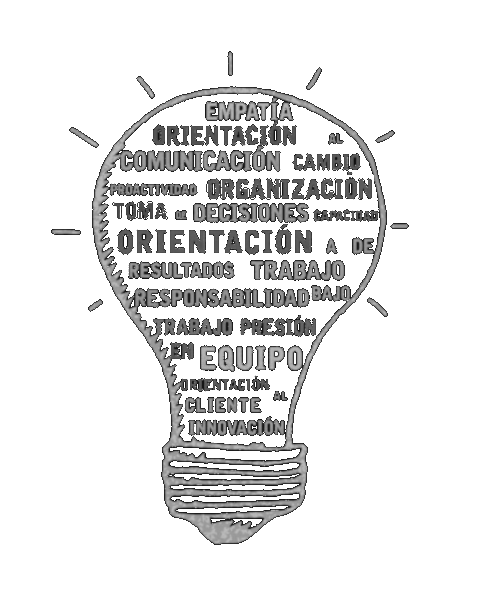 EMPATÍA
ORIENTACIÓN AL
COMUNICACIÓN CAMBIO
PROACTIVIDAD ORGANIZACIÓN
TOMA DE DECISIONES CAPACIDAD
ORIENTACIÓN A DE
RESULTADOS TRABAJO
RESPONSABILIDAD BAJO
TRABAJO PRESIÓN
EN EQUIPO
ORIENTACIÓN AL
CLIENTE
INNOVACIÓN